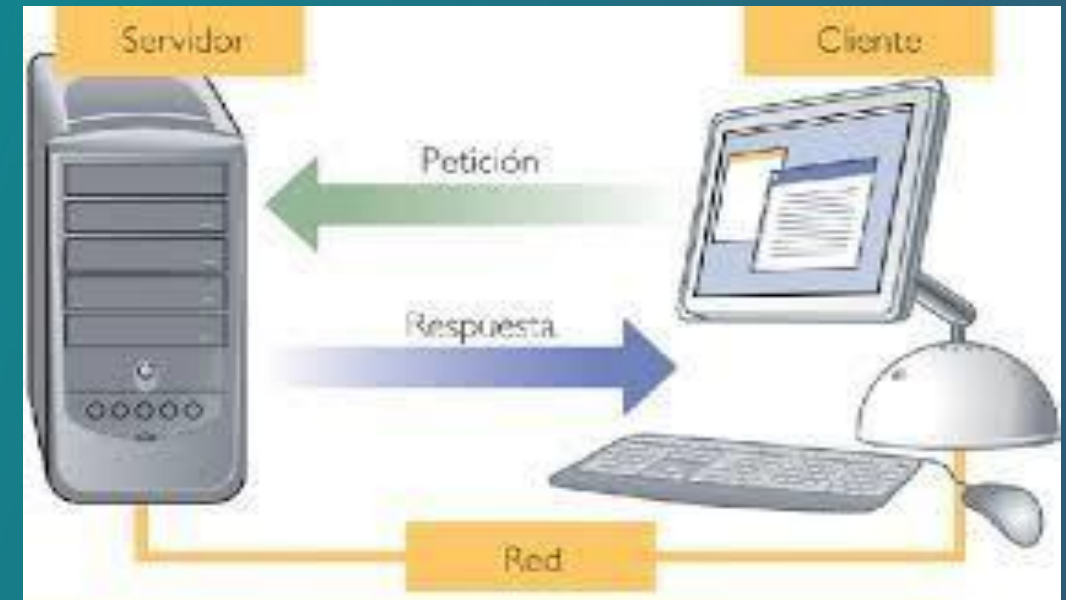 Servidor
Cliente
Petición
Respuesta
Red